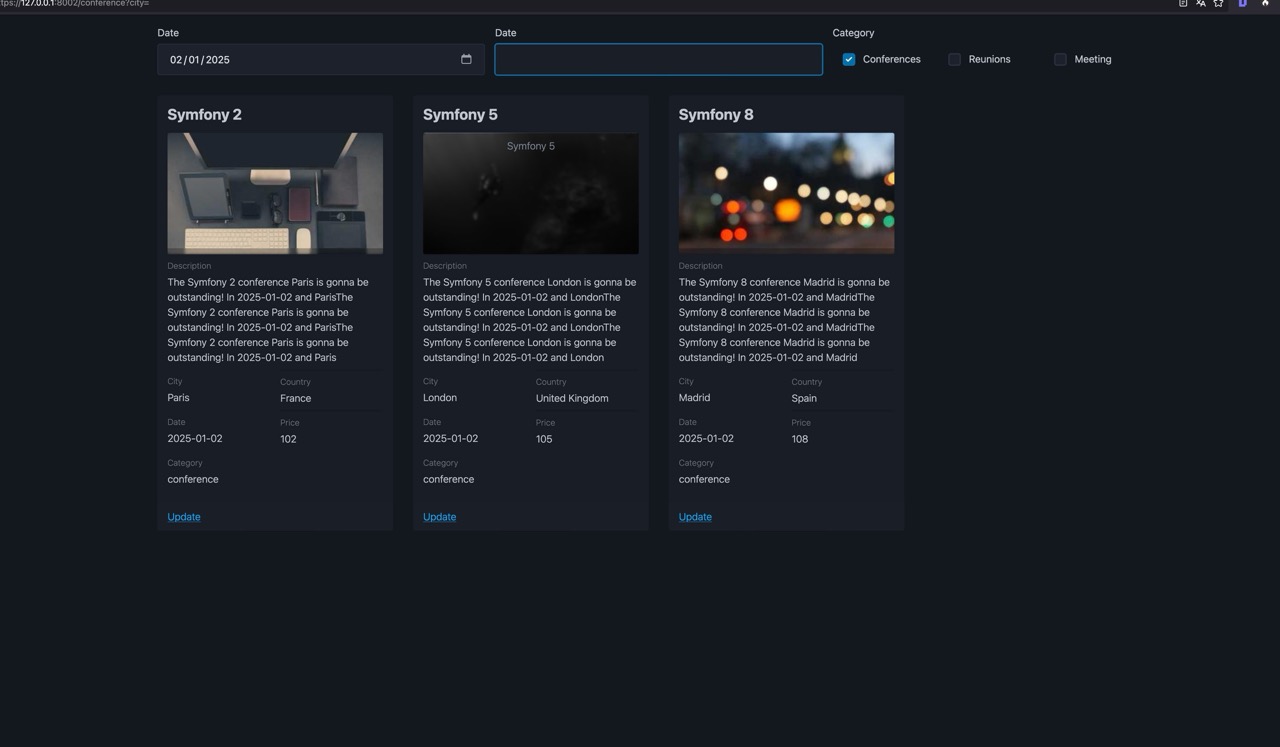 ttps://127.0.0.1:8002/conference?city=
Date
Date
Category
02/01/2025
Conferences
Reunions
Meeting
Symfony 2
Description
The Symfony 2 conference Paris is gonna be
outstanding! In 2025-01-02 and ParisThe
Symfony 2 conference Paris is gonna be
outstanding! In 2025-01-02 and ParisThe
Symfony 2 conference Paris is gonna be
outstanding! In 2025-01-02 and Paris
City
Country
Paris
France
Date
Price
2025-01-02
102
Category
conference
Update
Symfony 5
Symfony 5
Description
The Symfony 5 conference London is gonna be
outstanding! In 2025-01-02 and LondonThe
Symfony 5 conference London is gonna be
outstanding! In 2025-01-02 and LondonThe
Symfony 5 conference London is gonna be
outstanding! In 2025-01-02 and London
City
Country
London
United Kingdom
Date
Price
2025-01-02
105
Category
conference
Update
Symfony 8
Description
The Symfony 8 conference Madrid is gonna be
outstanding! In 2025-01-02 and MadridThe
Symfony 8 conference Madrid is gonna be
outstanding! In 2025-01-02 and MadridThe
Symfony 8 conference Madrid is gonna be
outstanding! In 2025-01-02 and Madrid
City
Country
Madrid
Spain
Date
Price
2025-01-02
108
Category
conference
Update